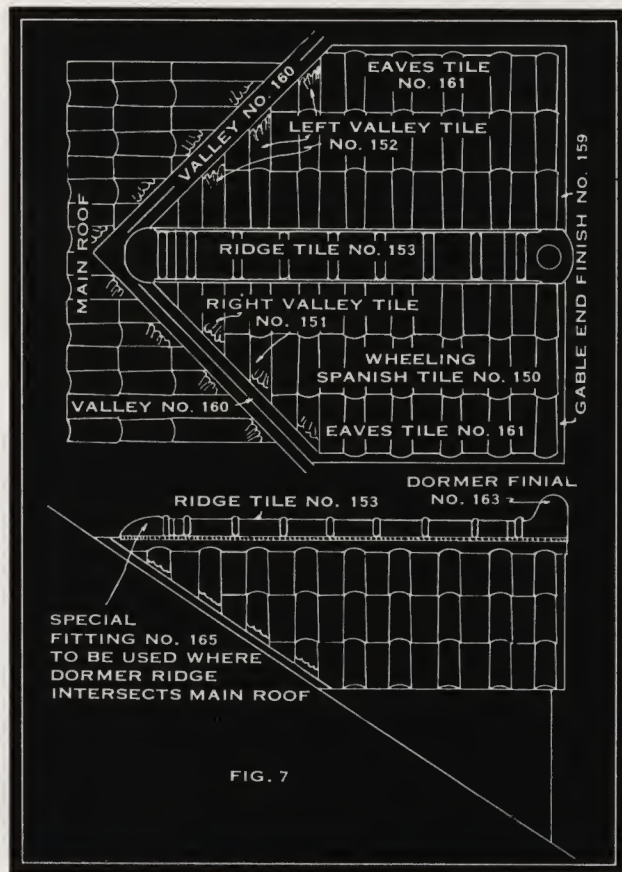 VALLEY NO. 160
EAVES TILE
NO. 161
LEFT VALLEY TILE
NO. 152
MAIN ROOF
RIDGE TILE NO. 153
GABLE END FINISH NO. 159
RIGHT VALLEY TILE
NO. 151
WHEELING
SPANISH TILE NO. 150
VALLEY NO. 160
EAVES TILE NO. 161
DORMER FINIAL
NO. 163
RIDGE TILE NO. 153
SPECIAL
FITTING NO. 165
TO BE USED WHERE
DORMER RIDGE
INTERSECTS MAIN ROOF
FIG. 7